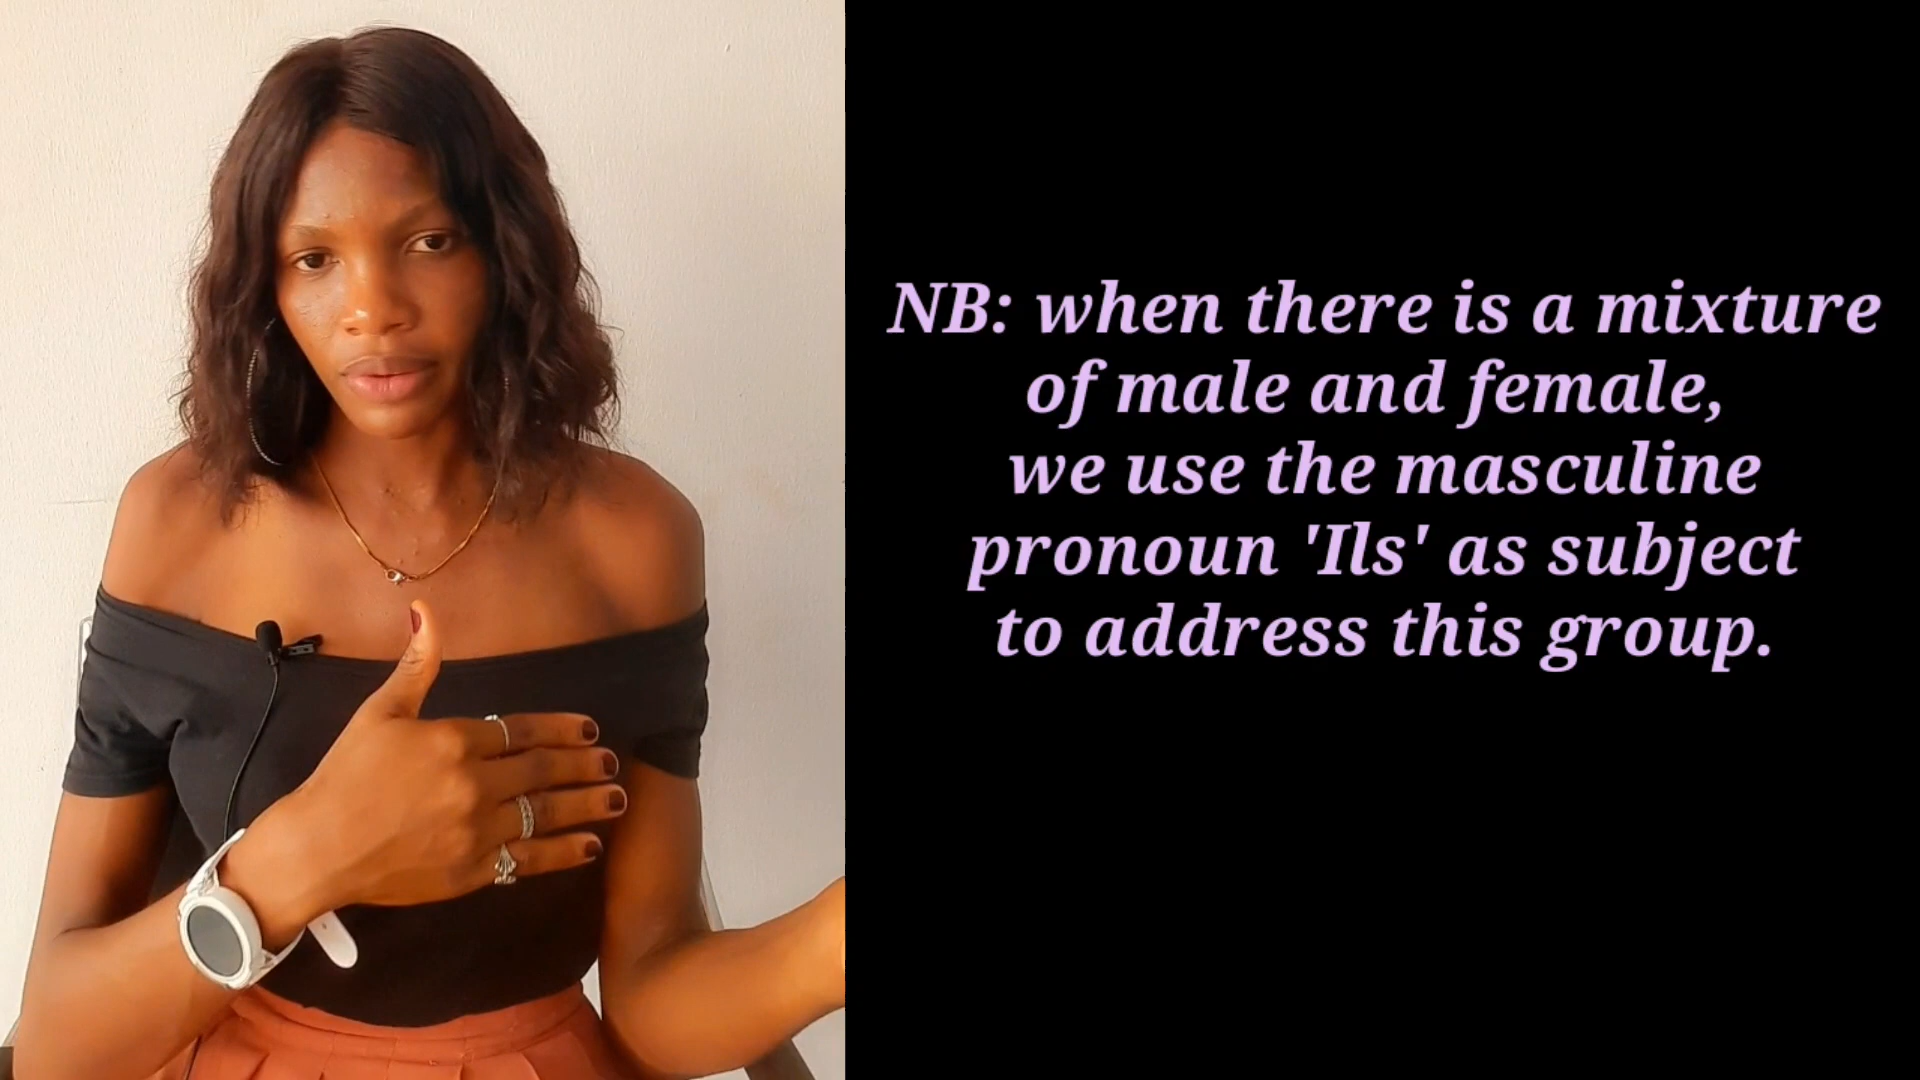 NB: when there is a mixture
of male and female,
we use the masculine
pronoun 'Ils' as subject
to address this group.